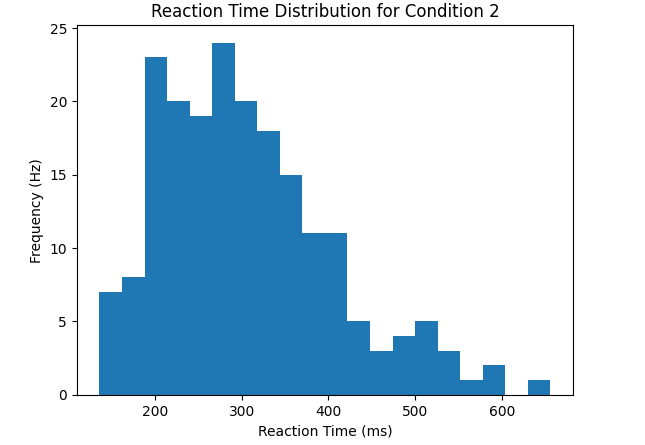 Reaction Time Distribution for Condition 2
25
20
15
10
5
0
Frequency (Hz)
200 300 400 500 600
Reaction Time (ms)